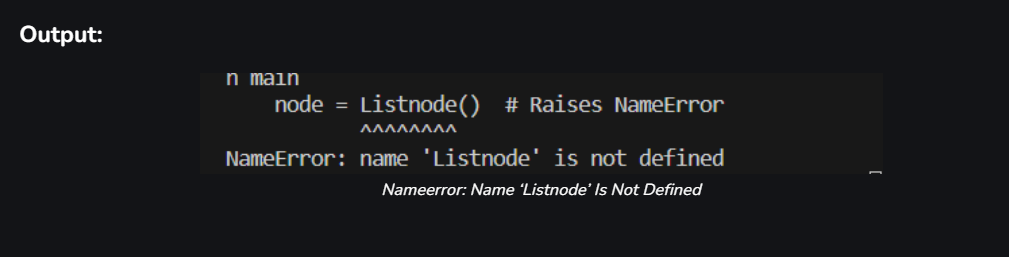 Output:
n main
node = Listnode()  # Raises NameError
^^^^^^^^
NameError: name 'Listnode' is not defined
Nameerror: Name ‘Listnode’ Is Not Defined